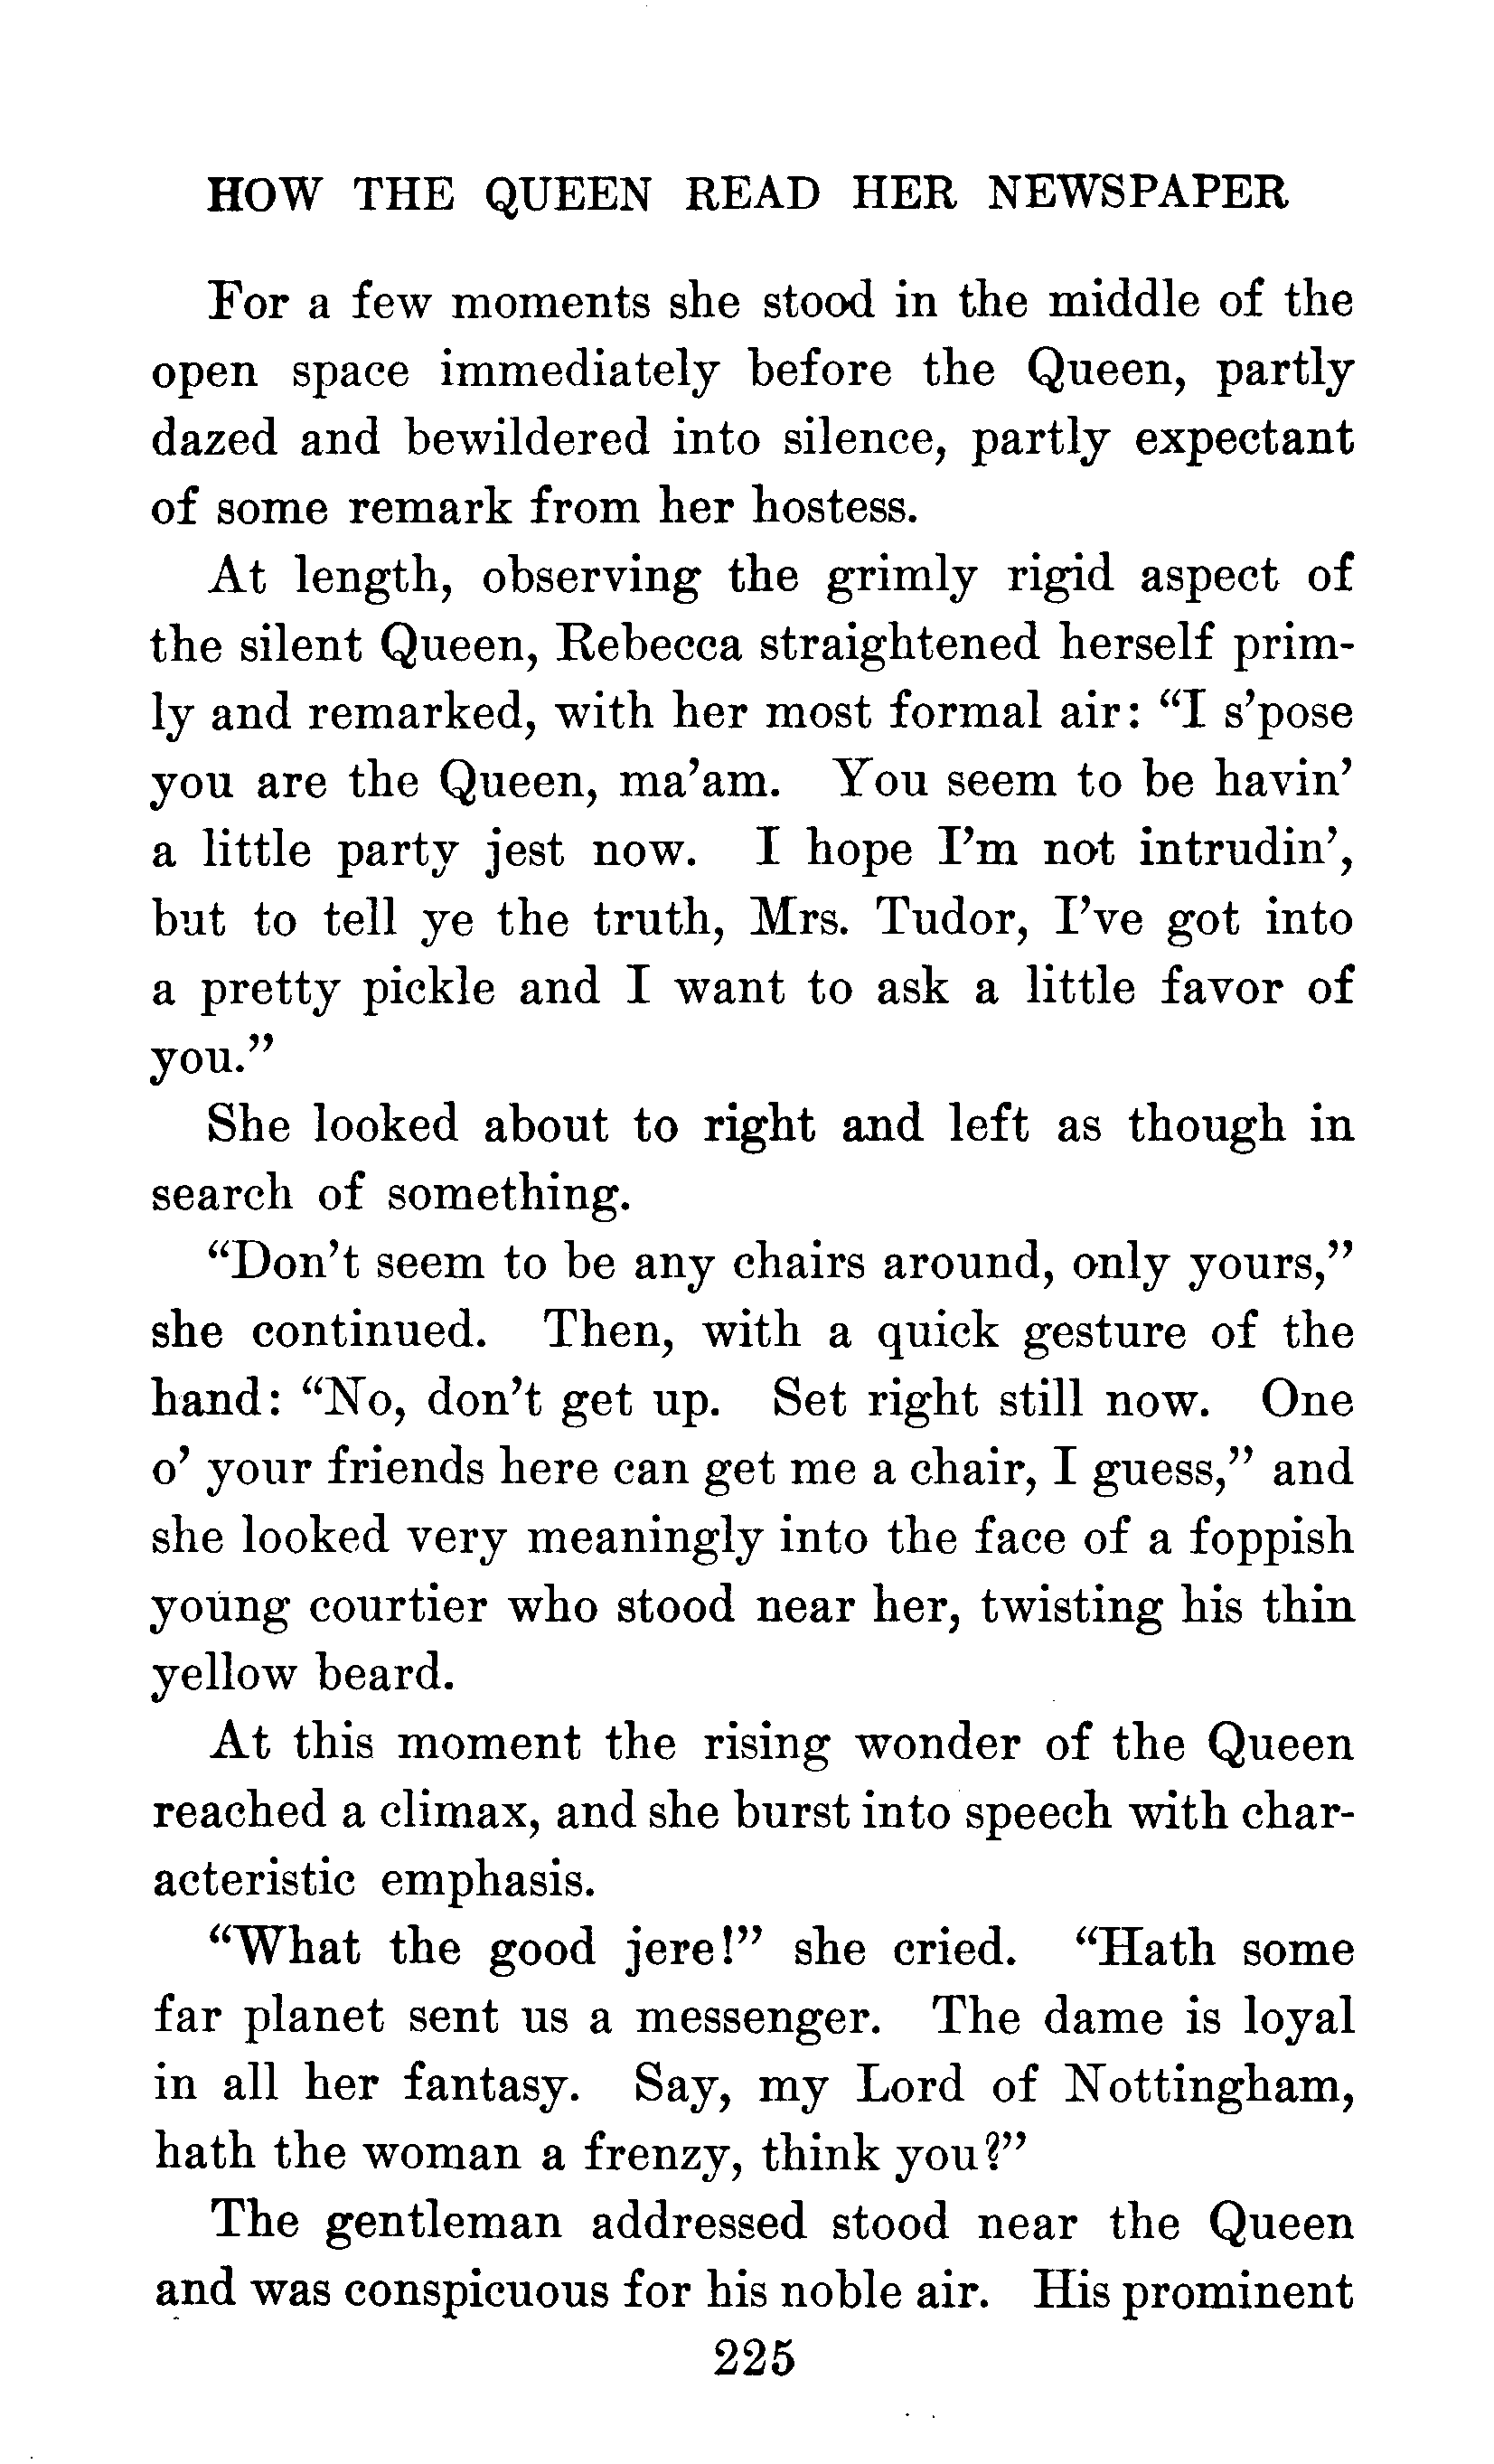 HOW THE QUEEN READ HER NEWSPAPER
For a few moments she stood in the middle of the
open space immediately before the Queen, partly
dazed and bewildered into silence, partly expectant
of some remark from her hostess.
At length, observing the grimly rigid aspect of
the silent Queen, Rebecca straightened herself prim-
ly and remarked, with her most formal air: “I s’pose
you are the Queen, ma’am. You seem to be havin’
a little party jest now. I hope I’m not intrudin’,
but to tell ye the truth, Mrs. Tudor, I’ve got into
a pretty pickle and I want to ask a little favor of
you.”
She looked about to right and left as though in
search of something.
“Don’t seem to be any chairs around, only yours,”
she continued. Then, with a quick gesture of the
hand: “No, don’t get up. Set right still now. One
o’ your friends here can get me a chair, I guess,” and
she looked very meaningly into the face of a foppish
young courtier who stood near her, twisting his thin
yellow beard.
At this moment the rising wonder of the Queen
reached a climax, and she burst into speech with char-
acteristic emphasis.
“What the good jere!” she cried. “Hath some
far planet sent us a messenger. The dame is loyal
in all her fantasy. Say, my Lord of Nottingham,
hath the woman a frenzy, think you?”
The gentleman addressed stood near the Queen
and was conspicuous for his noble air. His prominent
225